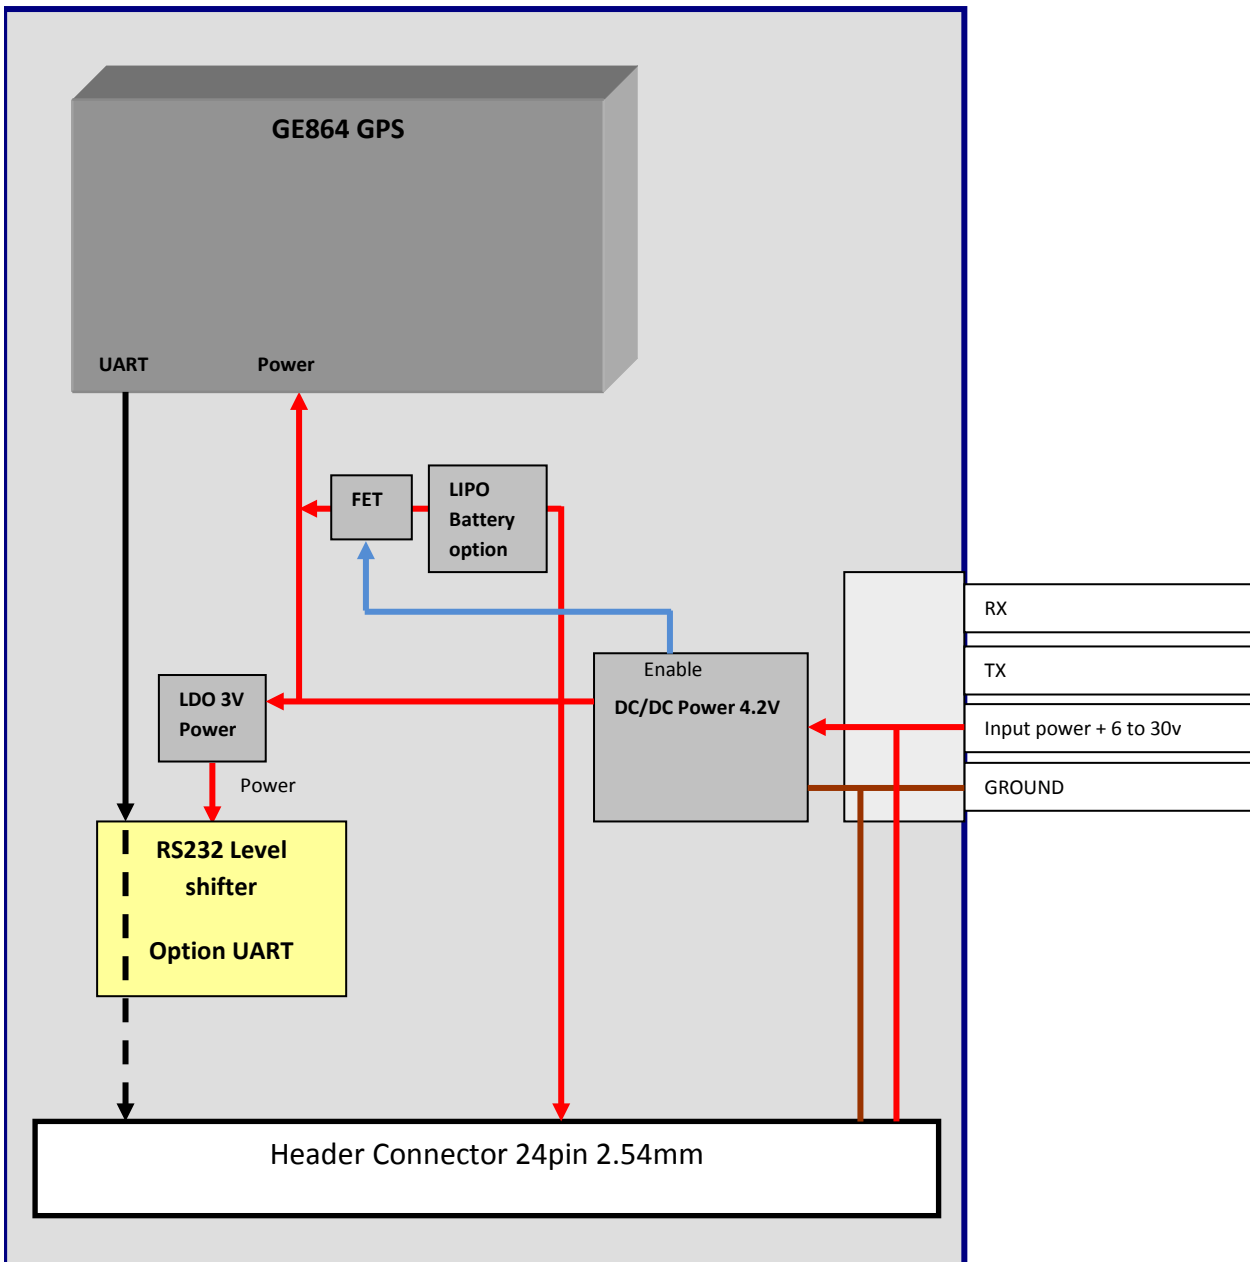 GE864 GPS
UART
Power
FET
LIPO
Battery
option
RX
TX
Input power + 6 to 30v
GROUND
Enable
DC/DC Power 4.2V
LDO 3V
Power
Power
RS232 Level
shifter
Option UART
Header Connector 24pin 2.54mm